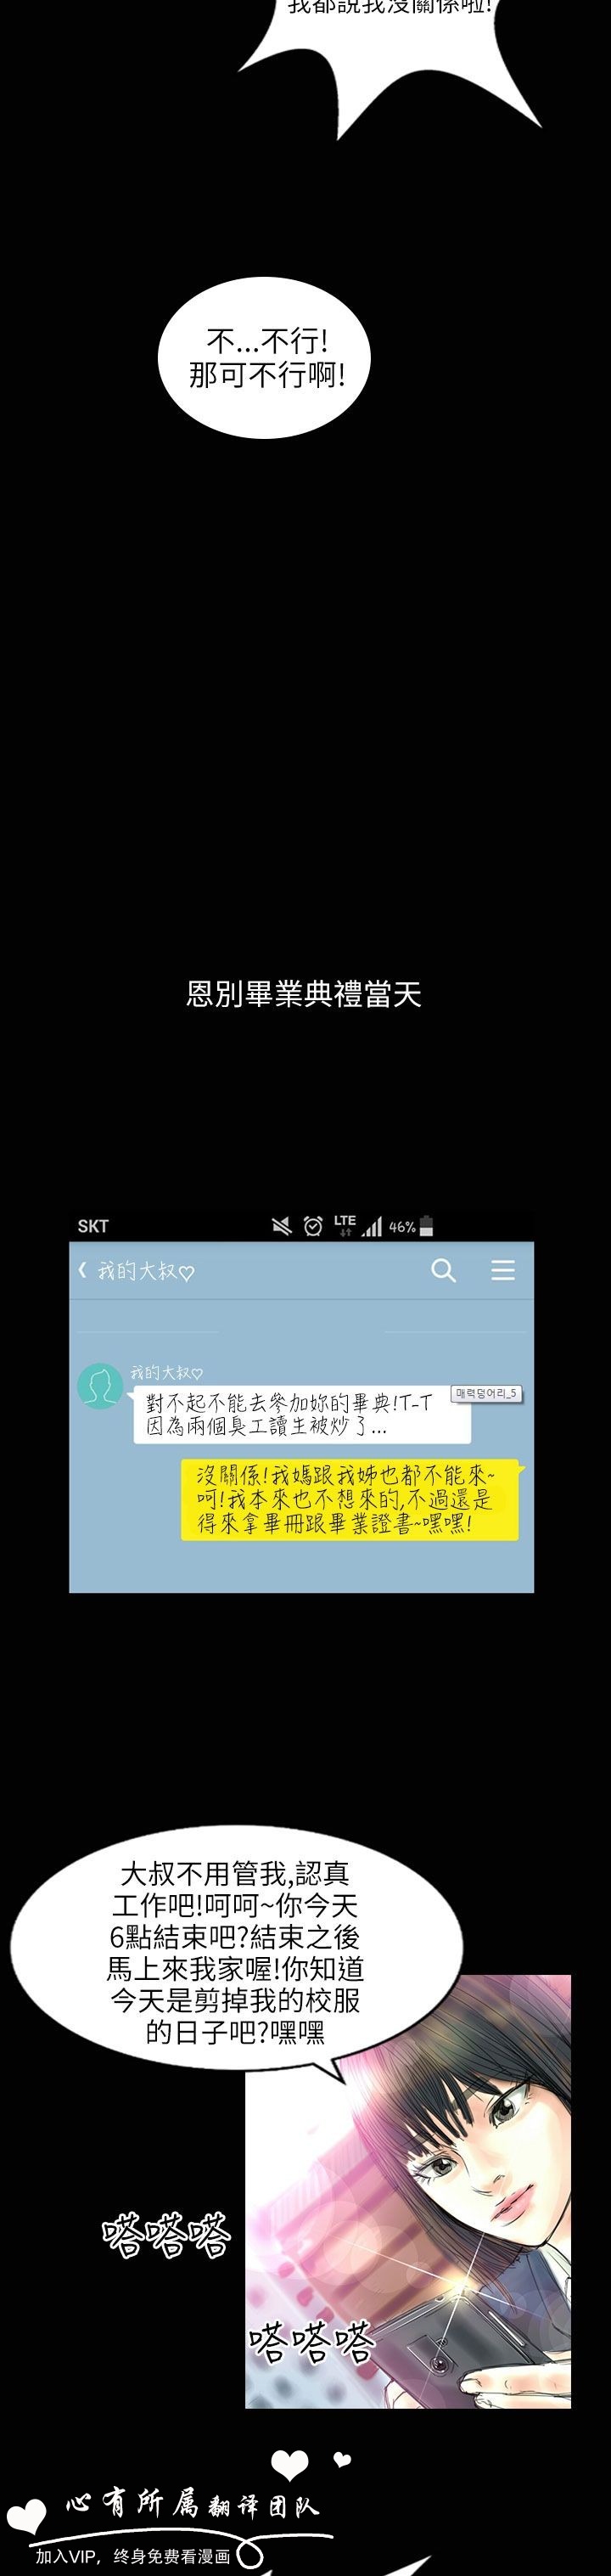 我都說我沒關係啦!
不...不行!
那可不行啊!
恩別畢業典禮當天
SKT
LTE
46%
我的大叔♡
我的大叔♡
매력덩어리_5
對不起不能去參加妳的畢典!T-T
因為兩個臭工讀生被炒了...
沒關係!我媽跟我姊也都不能來~
呵!我本來也不想來的,不過還是
得來拿畢冊跟畢業證書~嘿嘿!
大叔不用管我,認真
工作吧!呵呵~你今天
6點結束吧?結束之後
馬上來我家喔!你知道
今天是剪掉我的校服
的日子吧?嘿嘿
嗒嗒嗒
嗒嗒嗒
心有所属翻译团队
加入VIP，终身免费看漫画